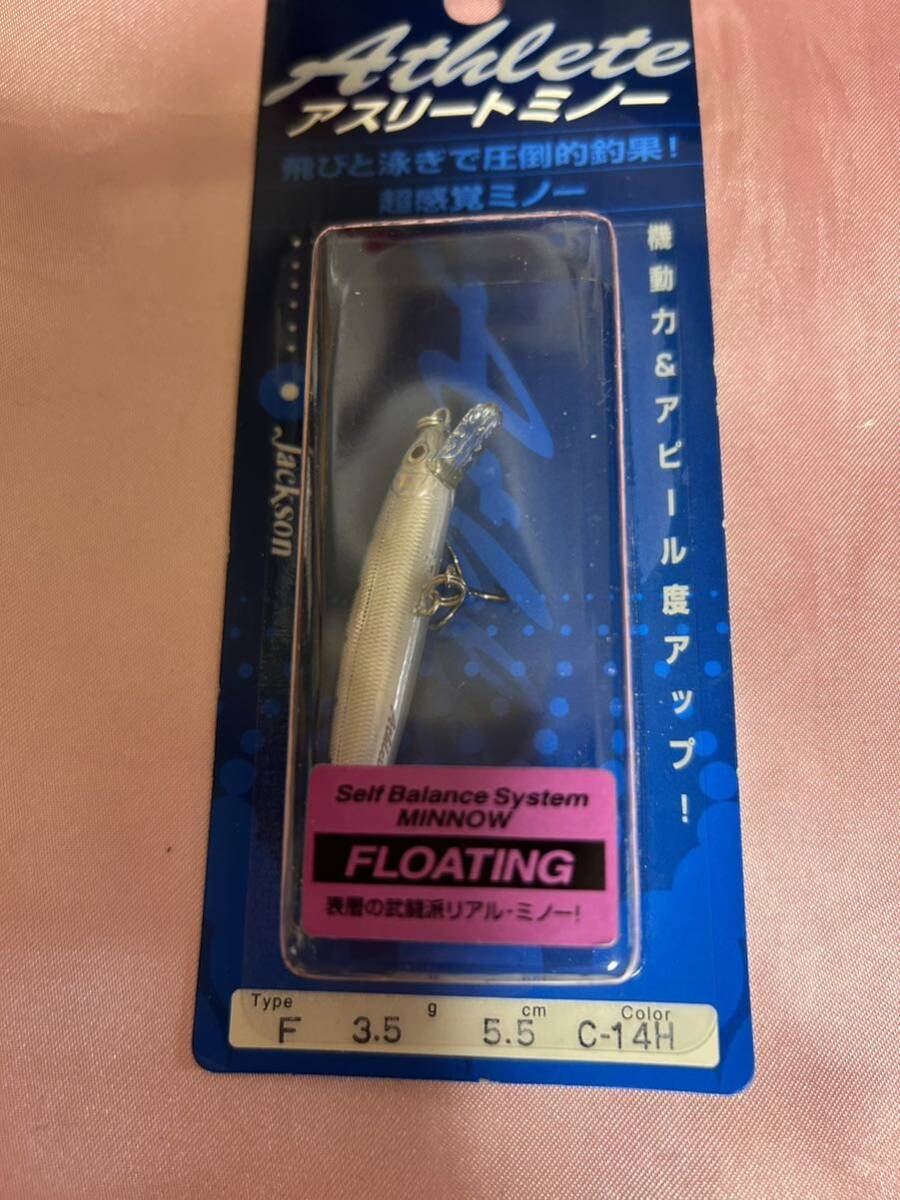 Athlete
アスリートミノー
飛びと泳ぎで圧倒的釣果!
超感覚ミノー
機動力&アピール度アップ!
Jackson
Self Balance System
MINNOW
FLOATING
表層の武闘派リアル・ミノー!
Type g cm Color
F 3.5 5.5 C-14H